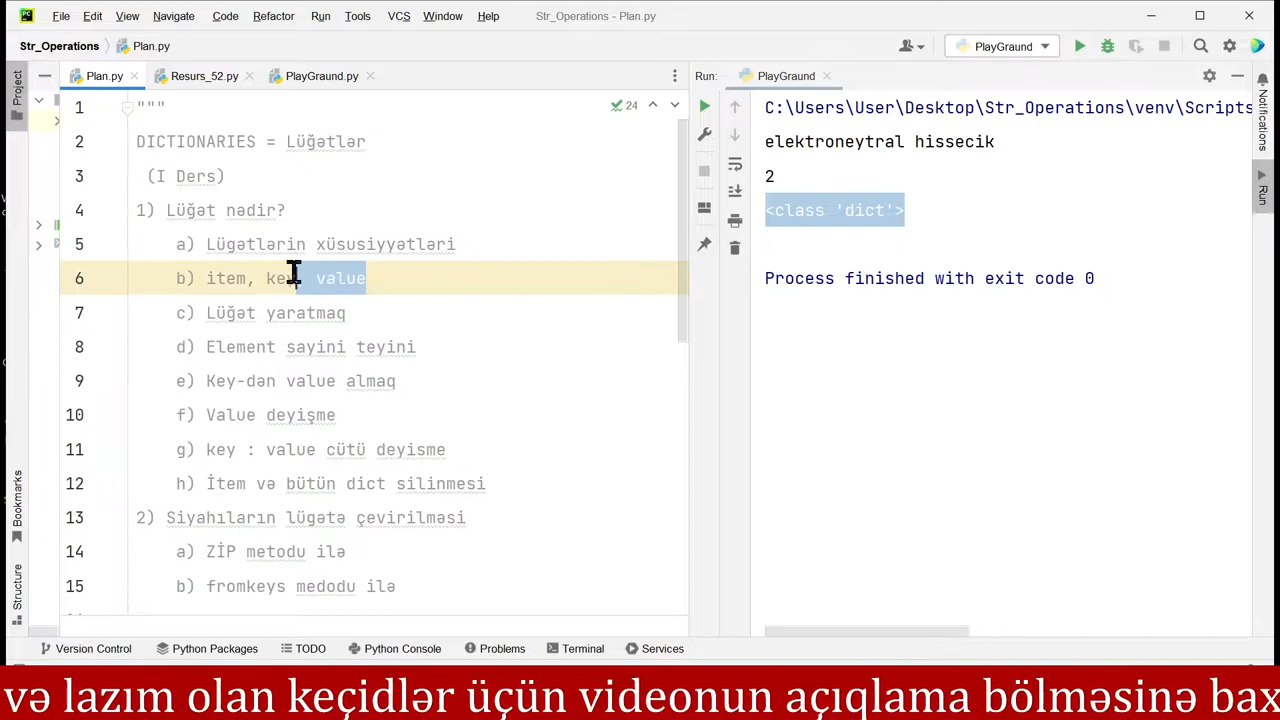 File Edit View Navigate Code Refactor Run Tools VCS Window Help Str_Operations - Plan.py
Str_Operations Plan.py PlayGround
Project Plan.py Resurs_52.py PlayGround.py Run: PlayGround
1 """ 24
2 DICTIONARIES = Lüğətlər
3 (I Ders)
4 1) Lüğət nədir?
5 a) Lügətlərin xüsusiyyətləri
6 b) item, key value
7 c) Lüğət yaratmaq
8 d) Element sayini teyini
9 e) Key-dən value almaq
10 f) Value deyişme
11 g) key : value cütü deyisme
12 h) İtem və bütün dict silinmesi
13 2) Siyahıların lügətə çevirilməsi
14 a) ZİP metodu ilə
15 b) fromkeys medodu ilə
C:\Users\User\Desktop\Str_Operations\venv\Scripts
elektroneytral hissecik
2
<class 'dict'>
Process finished with exit code 0
Notifications
Run
Bookmarks
Structure
Version Control Python Packages TODO Python Console Problems Terminal Services
və lazım olan keçidlər üçün videonun açıqlama bölməsinə bax